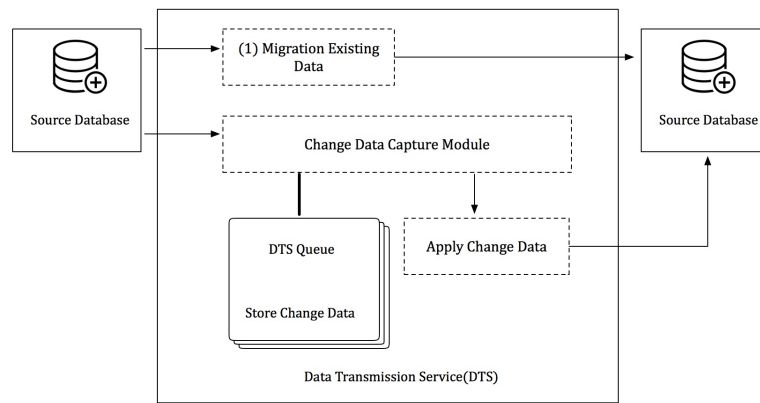 (1) Migration Existing
Data
Source Database
Source Database
Change Data Capture Module
DTS Queue
Apply Change Data
Store Change Data
Data Transmission Service(DTS)